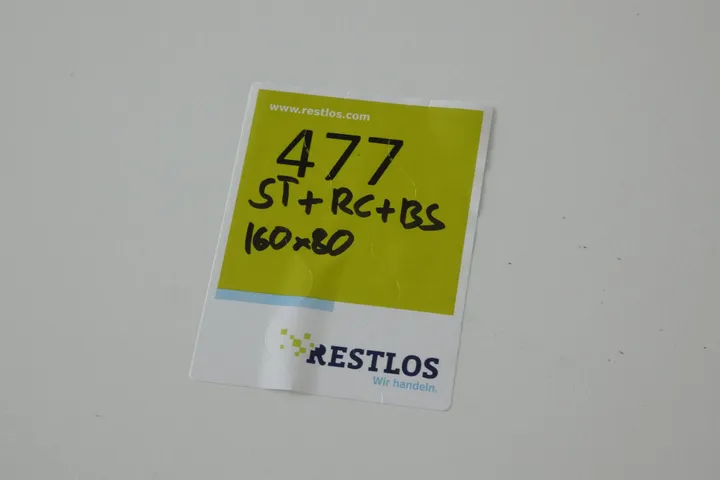 www.restlos.com
477
ST+RC+BS
160x80
RESTLOS
Wir handeln.